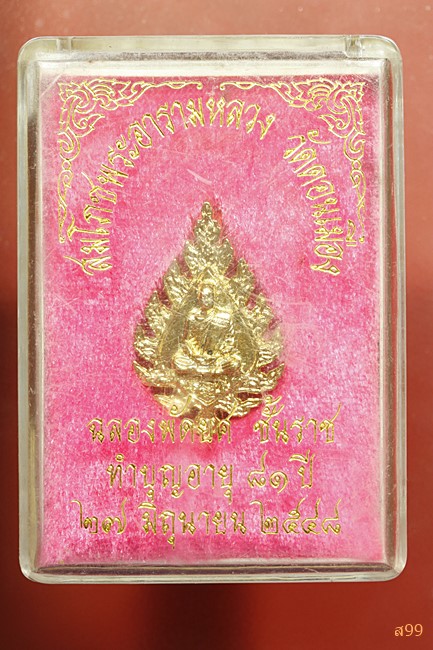 สมโภชพระอารามหลวง วัดดอนเมือง
ฉลองพัดยศ ชั้นราช
ทำบุญอายุ ๘๑ ปี
๒๗ มิถุนายน ๒๕๔๘
ส99